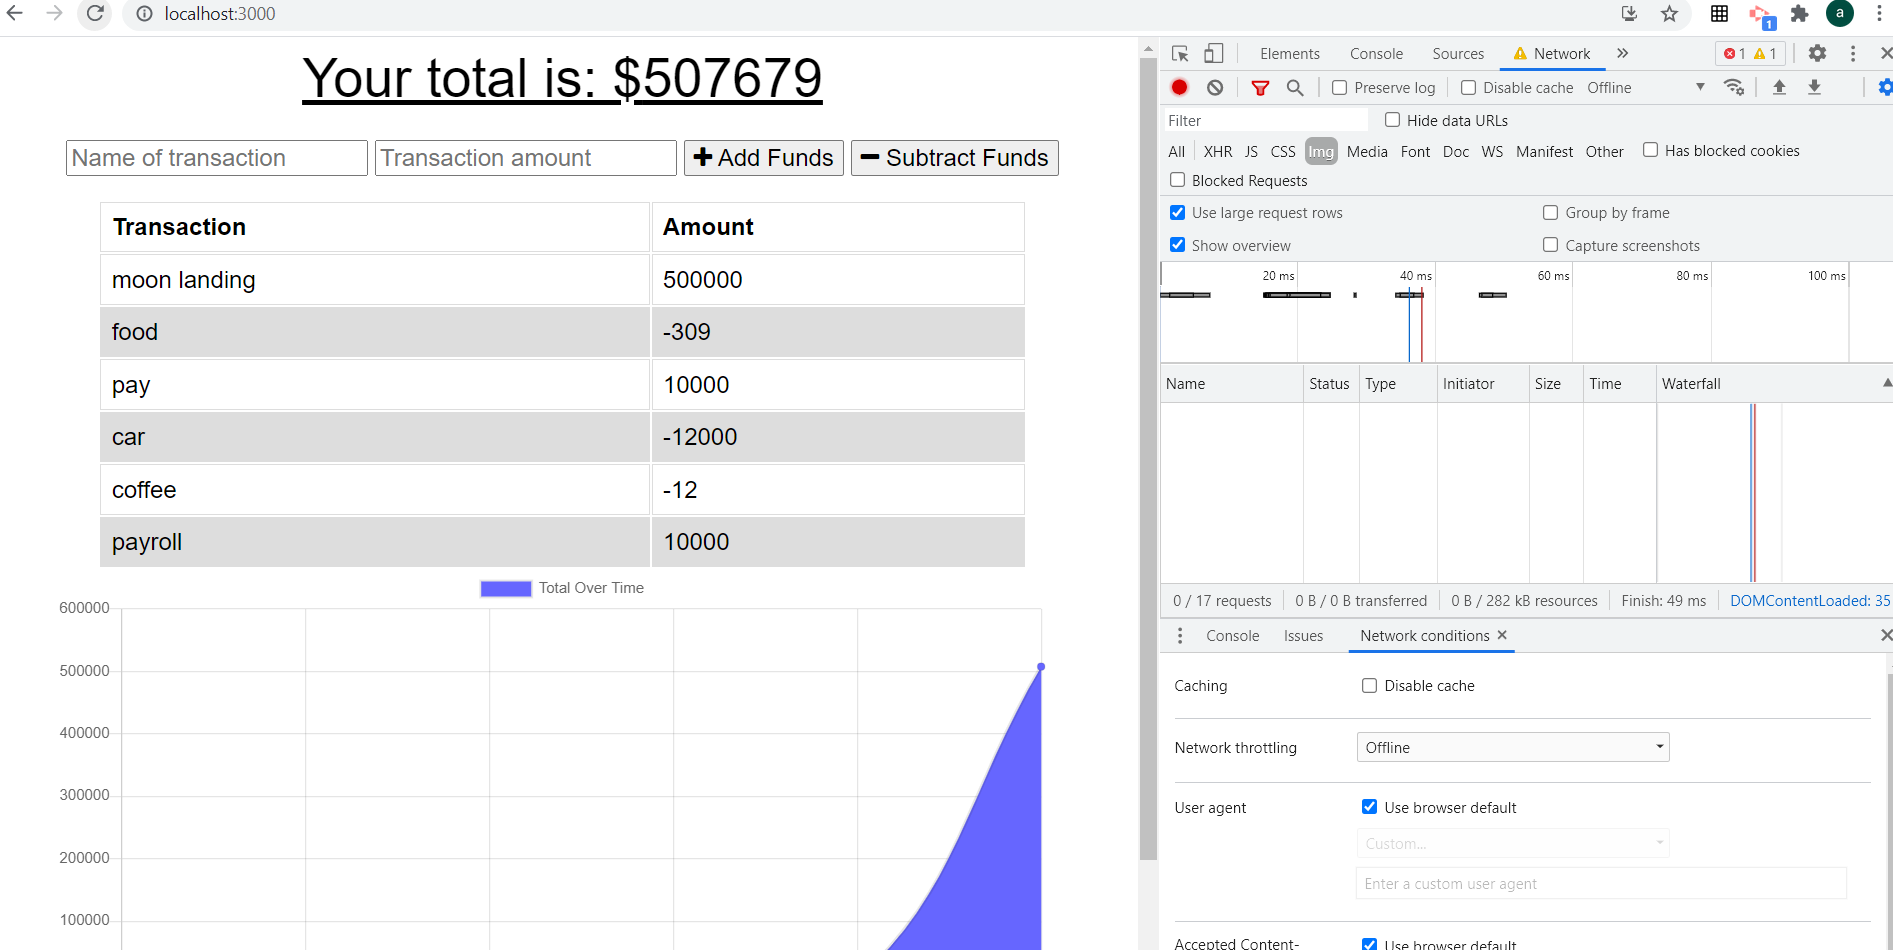 localhost:3000
a
1
Your total is: $507679
Name of transaction
Transaction amount
Add Funds
Subtract Funds
Transaction Amount
moon landing 500000
food -309
pay 10000
car -12000
coffee -12
payroll 10000
Total Over Time
600000
500000
400000
300000
200000
100000
Elements Console Sources Network » 1 1
Preserve log Disable cache Offline
Filter Hide data URLs
All XHR JS CSS Img Media Font Doc WS Manifest Other Has blocked cookies
Blocked Requests
Use large request rows Group by frame
Show overview Capture screenshots
20 ms 40 ms 60 ms 80 ms 100 ms
Name Status Type Initiator Size Time Waterfall
0 / 17 requests 0 B / 0 B transferred 0 B / 282 kB resources Finish: 49 ms DOMContentLoaded: 35
Console Issues Network conditions
Caching Disable cache
Network throttling Offline
User agent Use browser default
Custom...
Enter a custom user agent
Accepted Content- Use browser default